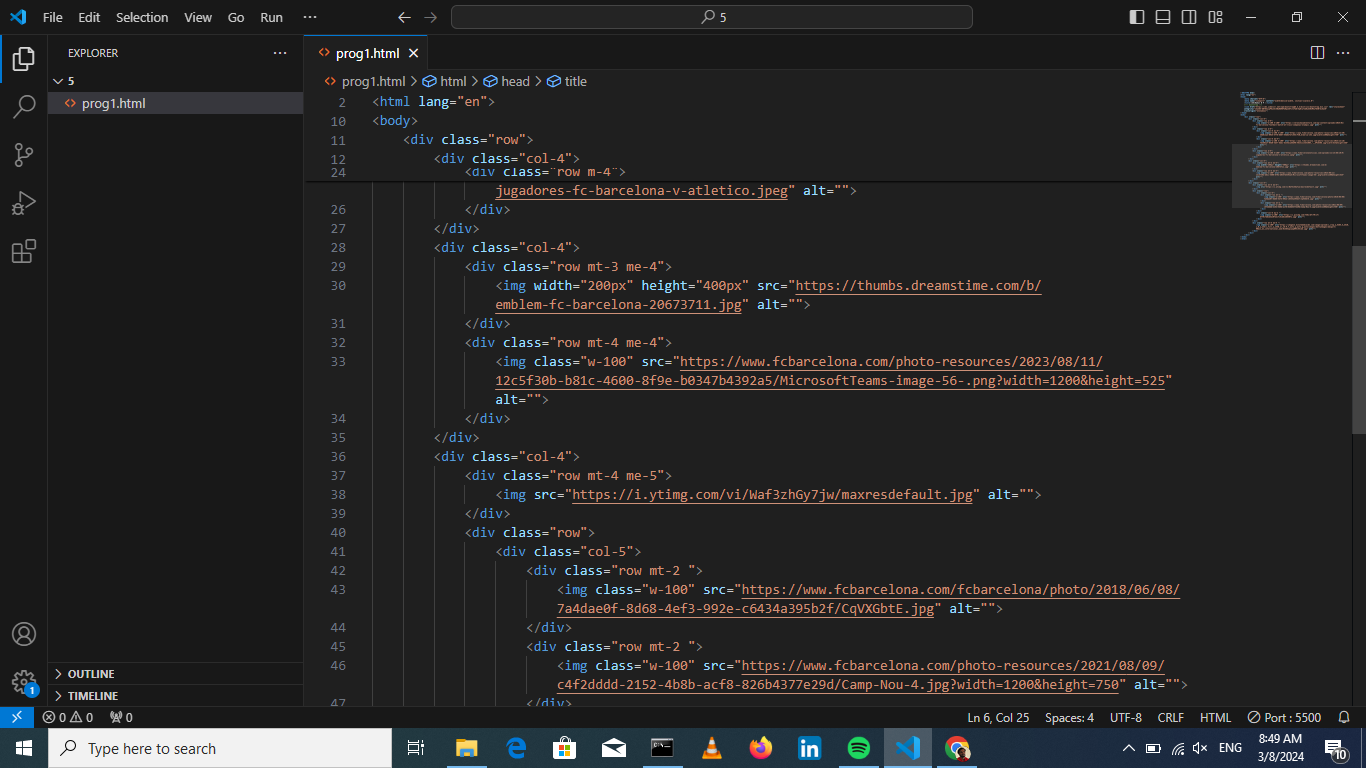 File Edit Selection View Go Run ··· 5
EXPLORER ···
5
prog1.html
prog1.html
prog1.html > html > head > title
2 <html lang="en">
10 <body>
11 <div class="row">
12 <div class="col-4">
24 <div class="row m-4">
jugadores-fc-barcelona-v-atletico.jpeg" alt="">
26 </div>
27 </div>
28 <div class="col-4">
29 <div class="row mt-3 me-4">
30 <img width="200px" height="400px" src="https://thumbs.dreamstime.com/b/
emblem-fc-barcelona-20673711.jpg" alt="">
31 </div>
32 <div class="row mt-4 me-4">
33 <img class="w-100" src="https://www.fcbarcelona.com/photo-resources/2023/08/11/
12c5f30b-b81c-4600-8f9e-b0347b4392a5/MicrosoftTeams-image-56-.png?width=1200&height=525"
alt="">
34 </div>
35 </div>
36 <div class="col-4">
37 <div class="row mt-4 me-5">
38 <img src="https://i.ytimg.com/vi/Waf3zhGy7jw/maxresdefault.jpg" alt="">
39 </div>
40 <div class="row">
41 <div class="col-5">
42 <div class="row mt-2 ">
43 <img class="w-100" src="https://www.fcbarcelona.com/fcbarcelona/photo/2018/06/08/
7a4dae0f-8d68-4ef3-992e-c6434a395b2f/CqVXGbtE.jpg" alt="">
44 </div>
45 <div class="row mt-2 ">
46 <img class="w-100" src="https://www.fcbarcelona.com/photo-resources/2021/08/09/
c4f2dddd-2152-4b8b-acf8-826b4377e29d/Camp-Nou-4.jpg?width=1200&height=750" alt="">
47 </div>
OUTLINE
TIMELINE
1
0 0 0 Ln 6, Col 25 Spaces: 4 UTF-8 CRLF HTML Port : 5500
Type here to search
ENG
8:49 AM
3/8/2024
10